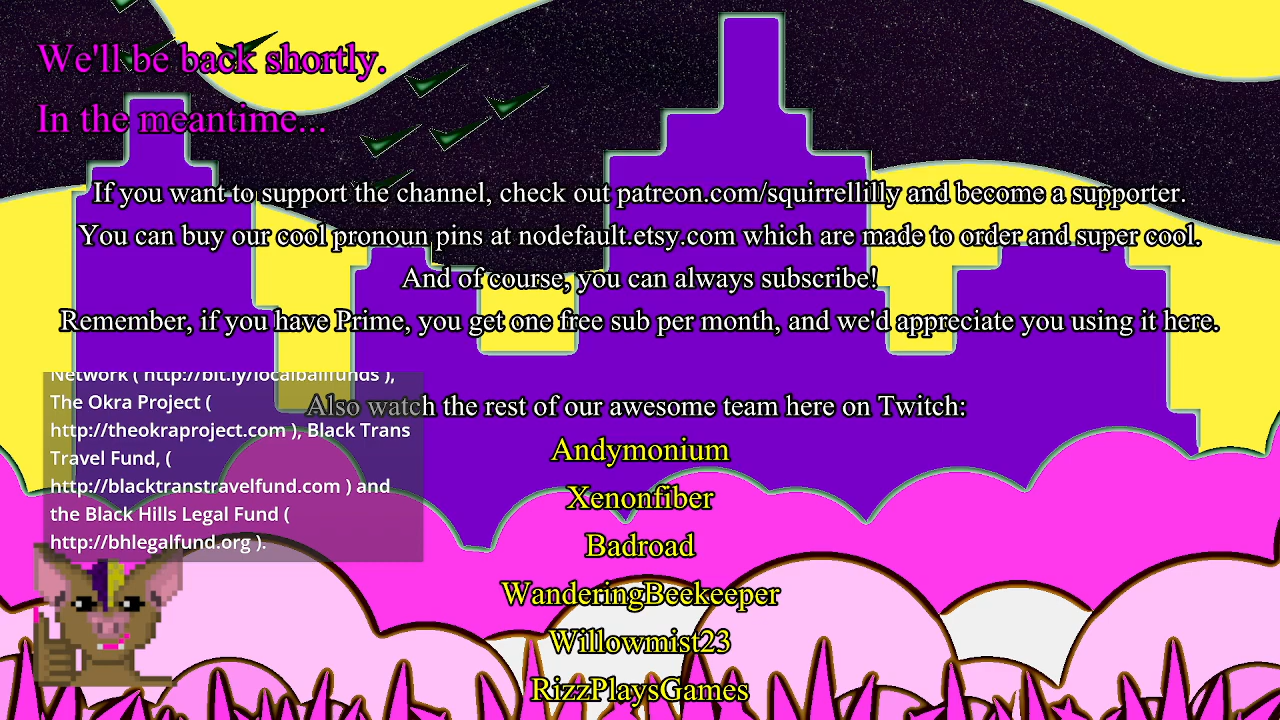 We'll be back shortly.
In the meantime...
If you want to support the channel, check out patreon.com/squirrellilly and become a supporter.
You can buy our cool pronoun pins at nodefault.etsy.com which are made to order and super cool.
And of course, you can always subscribe!
Remember, if you have Prime, you get one free sub per month, and we'd appreciate you using it here.
Network ( http://bit.ly/localbailfunds ),
The Okra Project (
http://theokraproject.com ), Black Trans
Travel Fund, (
http://blacktranstravelfund.com ) and
the Black Hills Legal Fund (
http://bhlegalfund.org ).
Also watch the rest of our awesome team here on Twitch:
Andymonium
Xenonfiber
Badroad
WanderingBeekeeper
Willowmist23
RizzPlaysGames